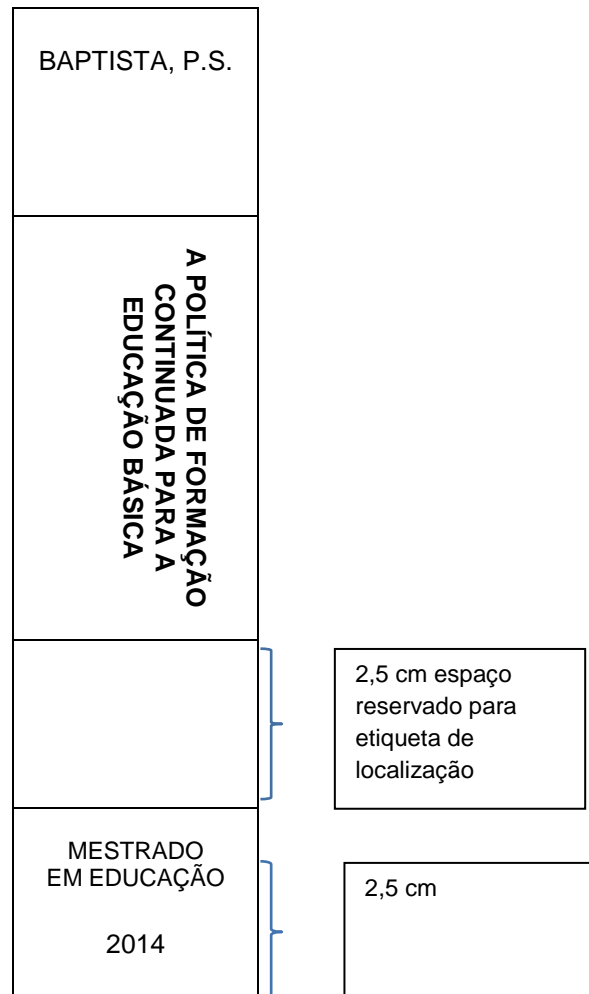 BAPTISTA, P.S.
A POLÍTICA DE FORMAÇÃO
CONTINUADA PARA A
EDUCAÇÃO BÁSICA
2,5 cm espaço
reservado para
etiqueta de
localização
MESTRADO
EM EDUCAÇÃO
2014
2,5 cm